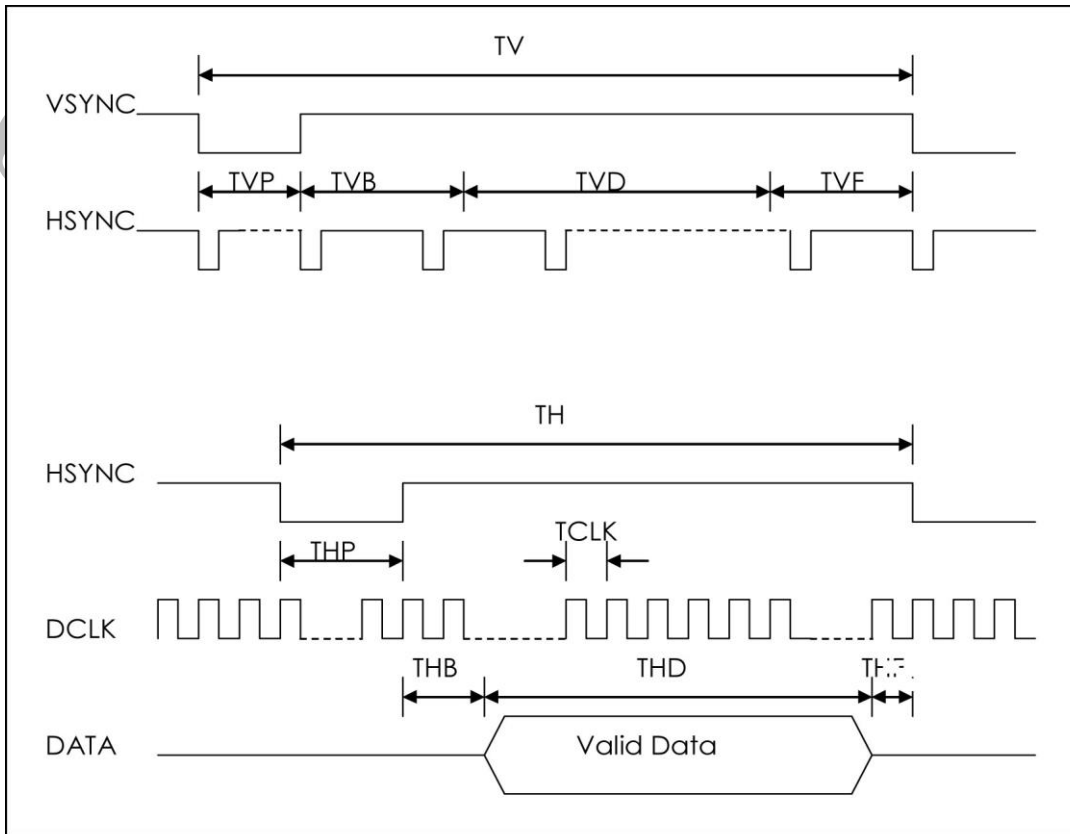 TV
VSYNC
TVP TVB TVD TVF
HSYNC
TH
HSYNC
TCLK
THP
DCLK
THB THD
DATA Valid Data